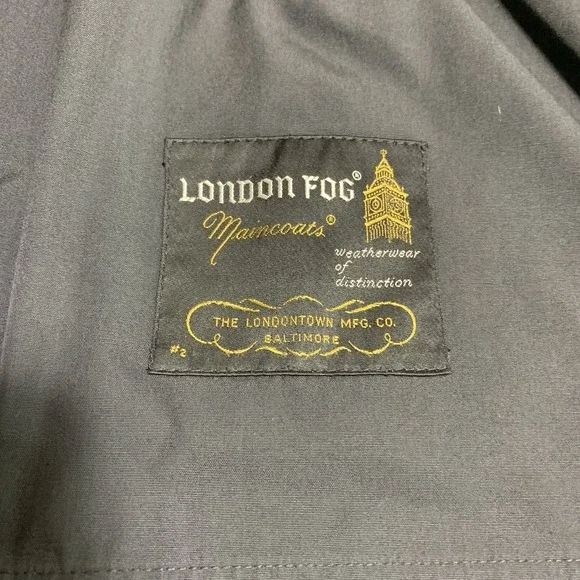 LONDON FOG®
Maincoats®
weatherwear
of
distinction
THE LONDONTOWN MFG. CO.
BALTIMORE
#2